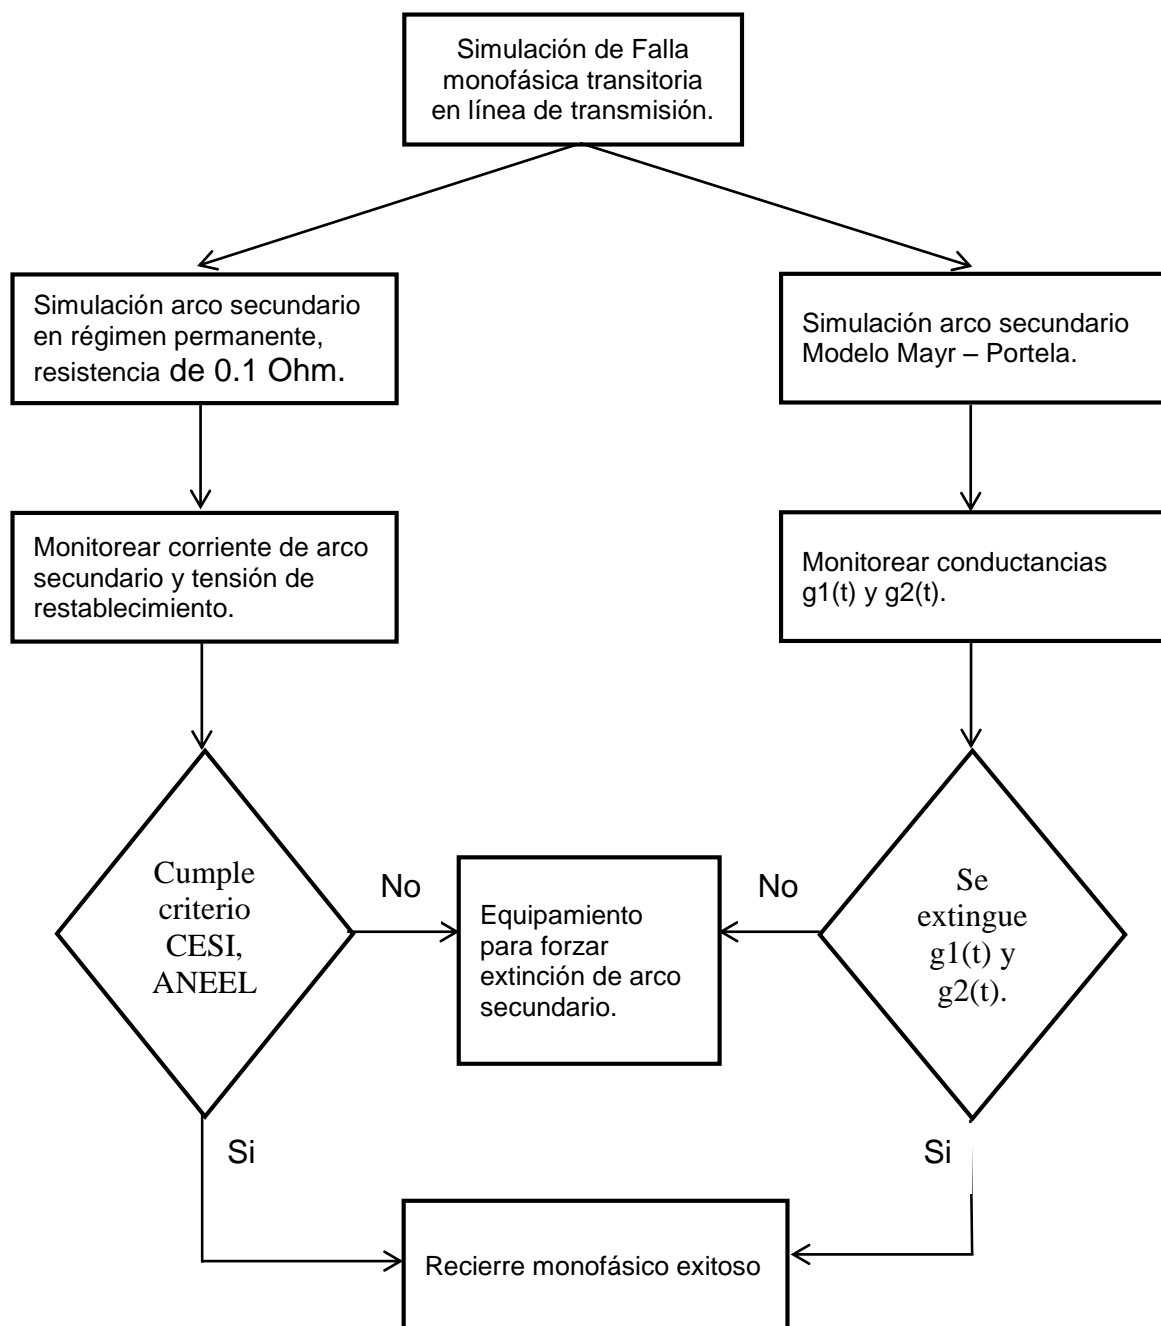 Simulación de Falla
monofásica transitoria
en línea de transmisión.
Simulación arco secundario
en régimen permanente,
resistencia de 0.1 Ohm.
Simulación arco secundario
Modelo Mayr – Portela.
Monitorear corriente de arco
secundario y tensión de
restablecimiento.
Monitorear conductancias
g1(t) y g2(t).
Cumple
criterio
CESI,
ANEEL
No
Equipamiento
para forzar
extinción de arco
secundario.
No
Se
extingue
g1(t) y
g2(t).
Si
Si
Recierre monofásico exitoso